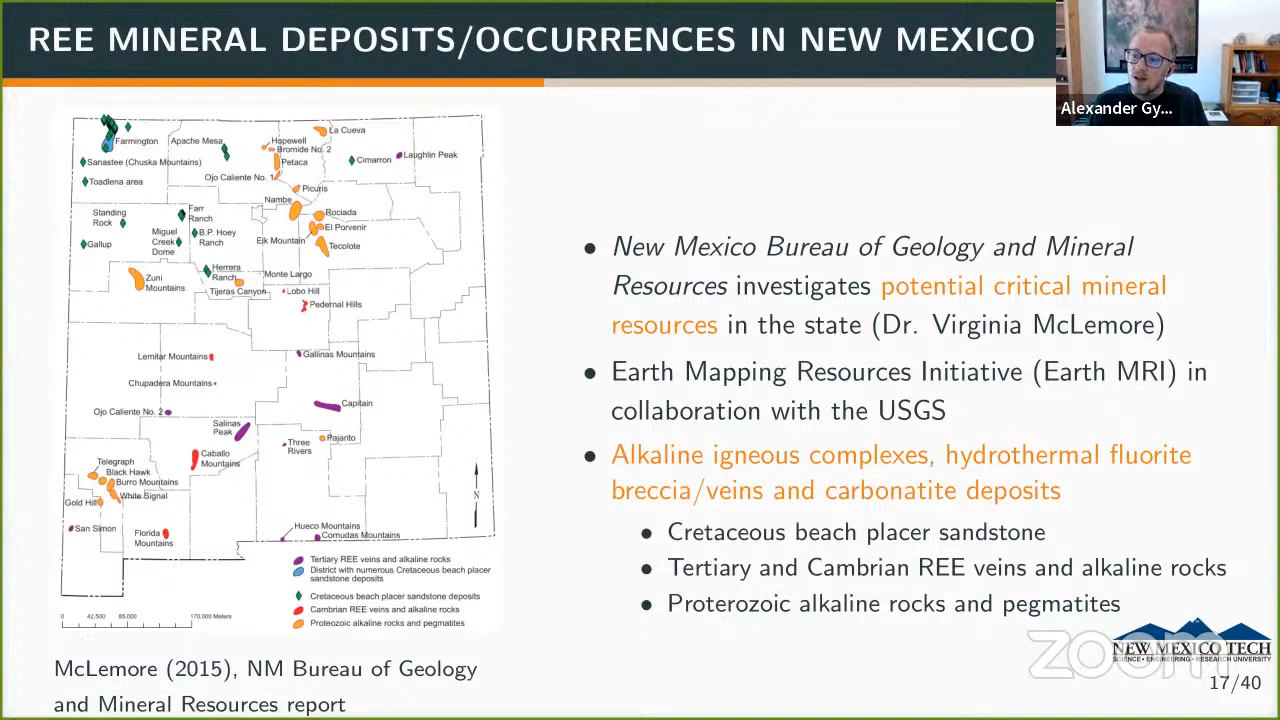 REE MINERAL DEPOSITS/OCCURRENCES IN NEW MEXICO
Alexander Gy...
La Cueva
Farmington
Apache Mesa
Hopewell
Bromide No. 2
Sanastee (Chuska Mountains)
Petaca
Cimarron
Laughlin Peak
Toadlena area
Ojo Caliente No. 1
Picuris
Nambe
Standing
Rock
Farr
Ranch
Rociada
El Porvenir
Miguel
Creek
Dome
B.P. Hoey
Ranch
Gallup
Elk Mountain
Tecolote
Zuni
Mountains
Herrera
Ranch
Monte Largo
Tijeras Canyon
Lobo Hill
Pedernal Hills
Lemitar Mountains
Gallinas Mountains
Chupadera Mountains
Ojo Caliente No. 2
Capitain
Salinas
Peak
Three
Rivers
Pajarito
Caballo
Mountains
Telegraph
Black Hawk
Burro Mountains
White Signal
Gold Hill
San Simon
Florida
Mountains
Hueco Mountains
Cornudas Mountains
N
Tertiary REE veins and alkaline rocks
District with numerous Cretaceous beach placer
sandstone deposits
Cretaceous beach placer sandstone deposits
Cambrian REE veins and alkaline rocks
Proteozoic alkaline rocks and pegmatites
0 42,500 85,000 170,000 Meters
McLemore (2015), NM Bureau of Geology
and Mineral Resources report
• New Mexico Bureau of Geology and Mineral
Resources investigates potential critical mineral
resources in the state (Dr. Virginia McLemore)
• Earth Mapping Resources Initiative (Earth MRI) in
collaboration with the USGS
• Alkaline igneous complexes, hydrothermal fluorite
breccia/veins and carbonatite deposits
• Cretaceous beach placer sandstone
• Tertiary and Cambrian REE veins and alkaline rocks
• Proterozoic alkaline rocks and pegmatites
zoom
NEW MEXICO TECH
SCIENCE • ENGINEERING • RESEARCH UNIVERSITY
17/40